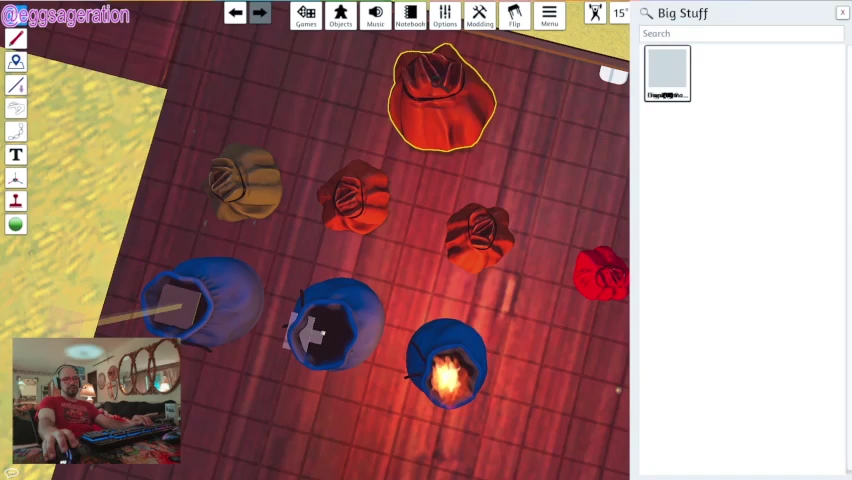 @eggsageration
Games
Objects
Music
Notebook
Options
Modding
Flip
Menu
15°
Big Stuff
X
Search
T